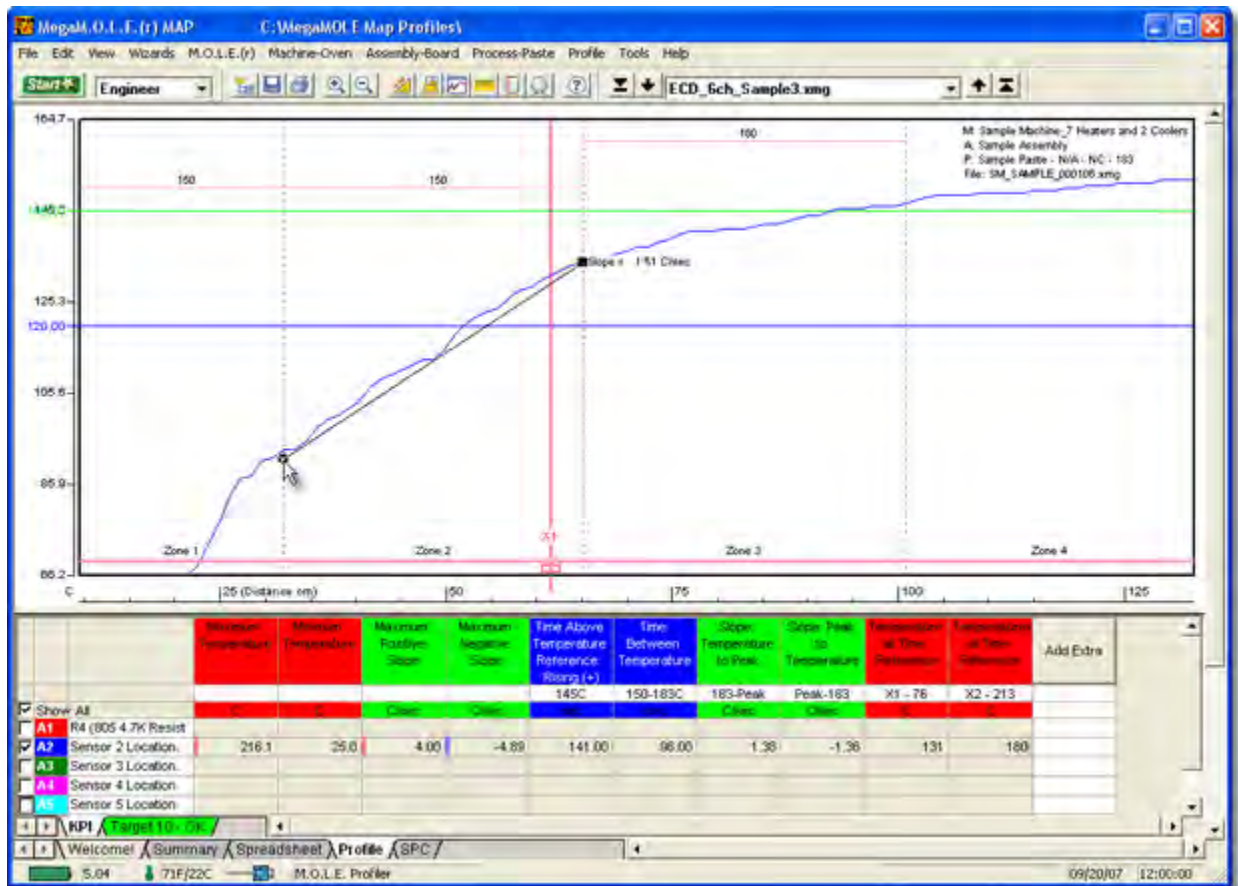 MegaM.O.L.E.(r) MAP C:\MegaMOLE Map Profiles\
File Edit View Wizards M.O.L.E.(r) Machine-Oven Assembly-Board Process-Paste Profile Tools Help
Start Engineer ECD_6ch_Sample3.xmg
164.7
M: Sample Machine_7 Heaters and 2 Coolers
A: Sample Assembly
P: Sample Paste - N/A - NC - 183
File: SM_SAMPLE_000106.xmg
160
150 150
Slope = 1.51 C/sec
125.3
120.00
105.6
85.9
X1
Zone 1 Zone 2 Zone 3 Zone 4
66.2
C 25 (Distance cm) 50 75 100 125
Maximum Temperature Minimum Temperature Maximum Positive Slope Maximum Negative Slope Time Above Temperature Reference Rising (+) Time Between Temperature Slope: Temperature to Peak Slope: Peak to Temperature Temperature at Time Reference Temperature at Time Reference Add Extra
145C 150-183C 183-Peak Peak-183 X1 - 76 X2 - 213
Show All C C C/sec C/sec C/sec C/sec C C
A1 R4 (805 4.7K Resist
A2 Sensor 2 Location. 216.1 25.0 4.00 -4.89 141.00 98.00 1.38 -1.36 131 180
A3 Sensor 3 Location.
A4 Sensor 4 Location
A5 Sensor 5 Location
KPI Target 10 - OK
Welcome! Summary Spreadsheet Profile SPC
5.04 71F/22C M.O.L.E. Profiler 09/20/07 12:00:00